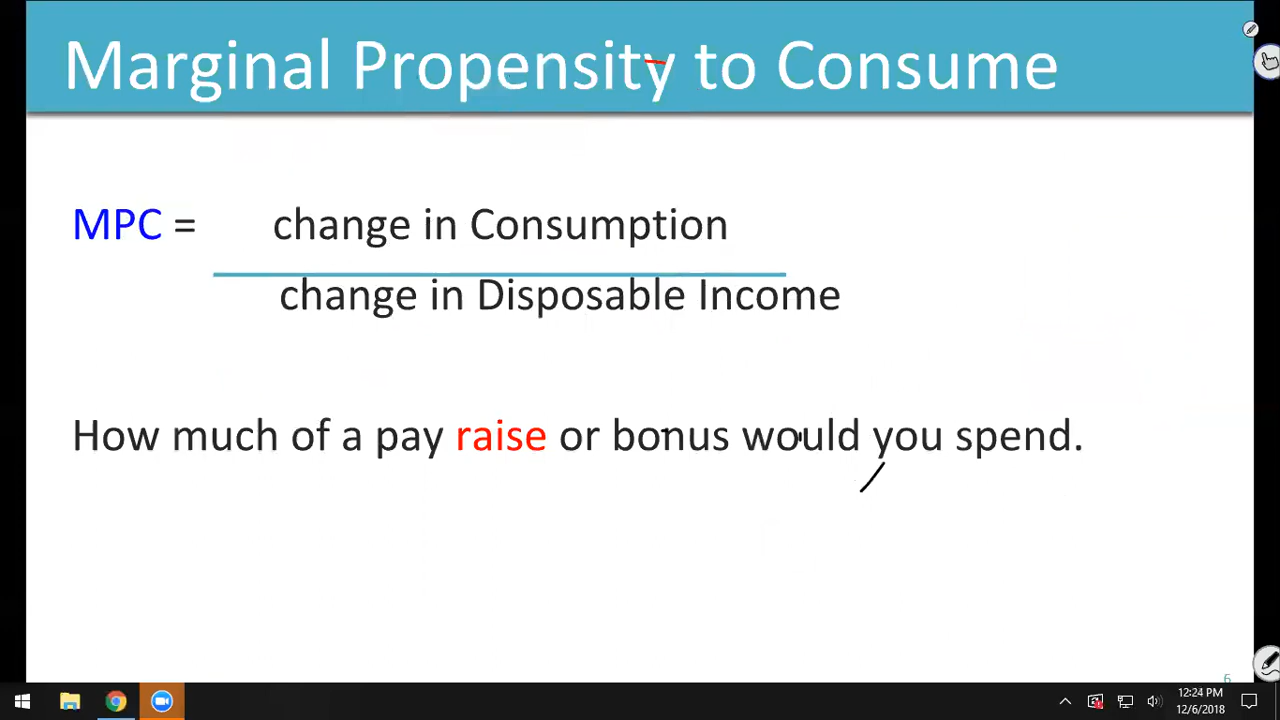 Marginal Propensity to Consume
MPC = change in Consumption
change in Disposable Income
How much of a pay raise or bonus would you spend.
6
12:24 PM
12/6/2018